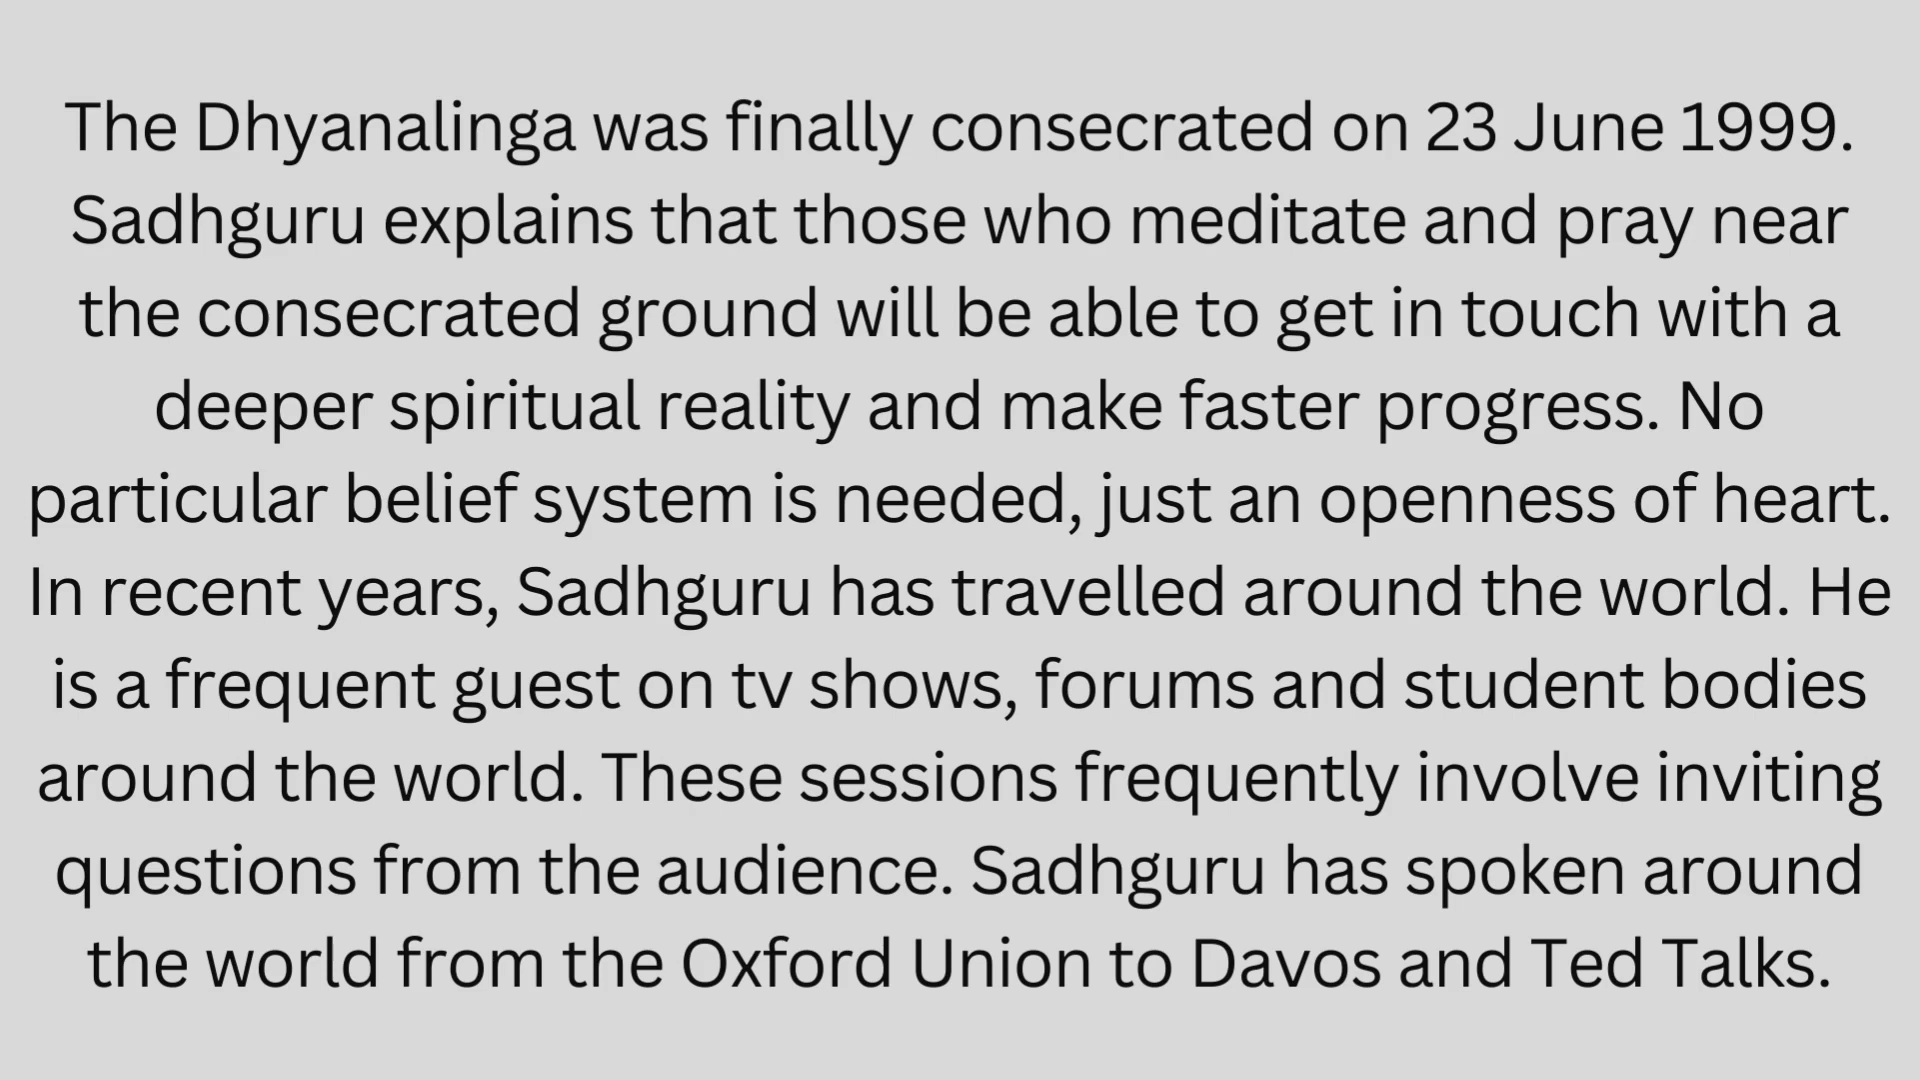 The Dhyanalinga was finally consecrated on 23 June 1999.
Sadhguru explains that those who meditate and pray near
the consecrated ground will be able to get in touch with a
deeper spiritual reality and make faster progress. No
particular belief system is needed, just an openness of heart.
In recent years, Sadhguru has travelled around the world. He
is a frequent guest on tv shows, forums and student bodies
around the world. These sessions frequently involve inviting
questions from the audience. Sadhguru has spoken around
the world from the Oxford Union to Davos and Ted Talks.